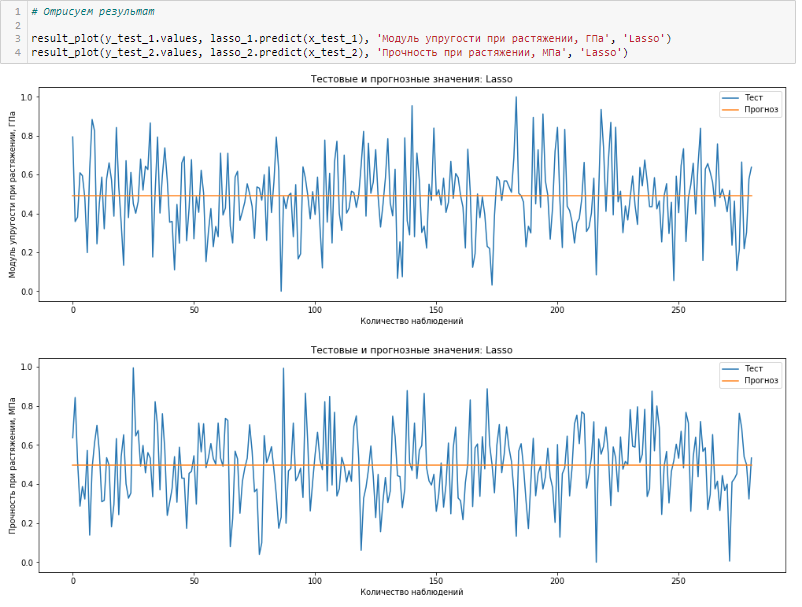 1 # Отрисуем результат
2
3 result_plot(y_test_1.values, lasso_1.predict(x_test_1), 'Модуль упругости при растяжении, ГПа', 'Lasso')
4 result_plot(y_test_2.values, lasso_2.predict(x_test_2), 'Прочность при растяжении, МПа', 'Lasso')
Тестовые и прогнозные значения: Lasso
Модуль упругости при растяжении, ГПа
1.0
0.8
0.6
0.4
0.2
0.0
Тест
Прогноз
0 50 100 150 200 250
Количество наблюдений
Тестовые и прогнозные значения: Lasso
Прочность при растяжении, МПа
1.0
0.8
0.6
0.4
0.2
0.0
Тест
Прогноз
0 50 100 150 200 250
Количество наблюдений